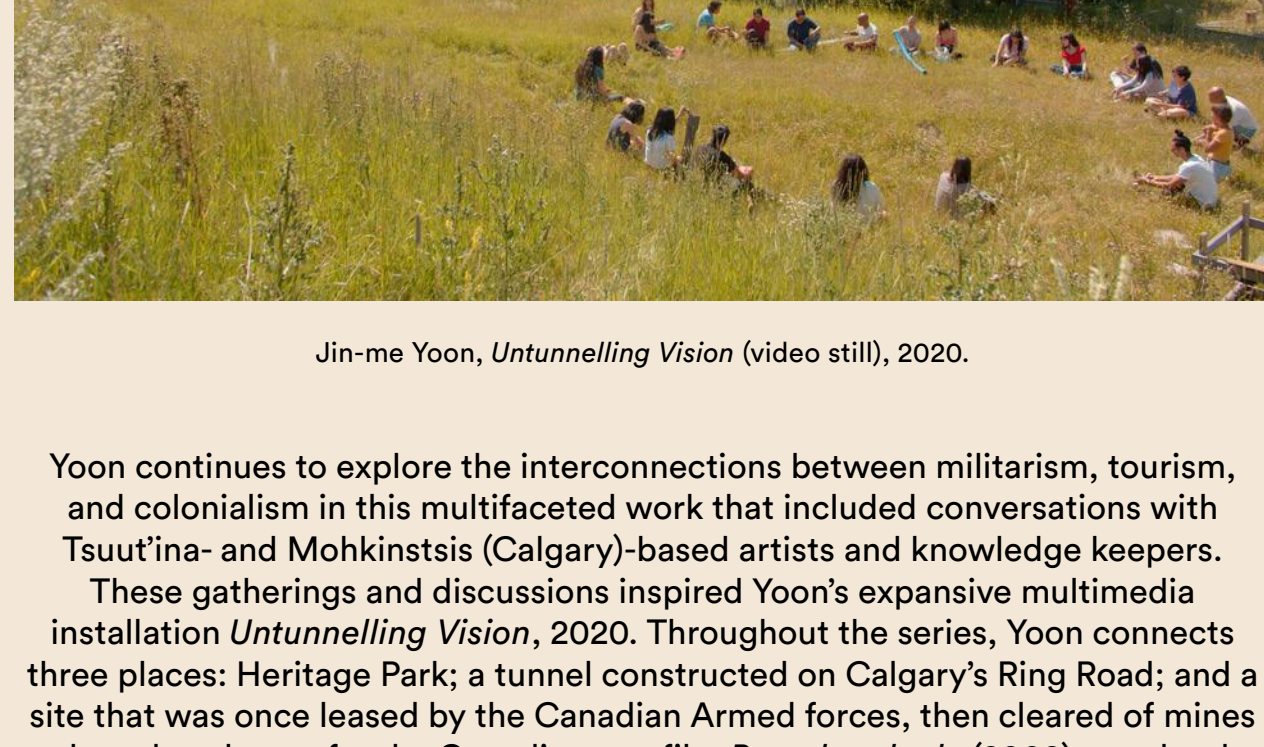 Jin-me Yoon, Untunnelling Vision (video still), 2020.
Yoon continues to explore the interconnections between militarism, tourism,
and colonialism in this multifaceted work that included conversations with
Tsuut’ina- and Mohkinstsis (Calgary)-based artists and knowledge keepers.
These gatherings and discussions inspired Yoon’s expansive multimedia
installation Untunnelling Vision, 2020. Throughout the series, Yoon connects
three places: Heritage Park; a tunnel constructed on Calgary’s Ring Road; and a
site that was once leased by the Canadian Armed forces, then cleared of mines